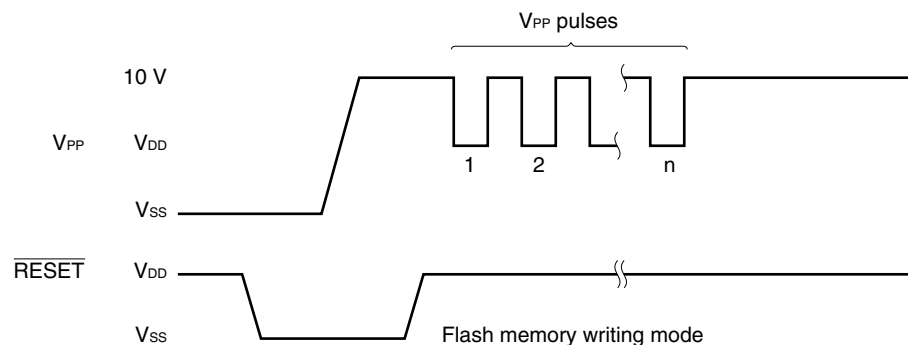 VPP pulses
10 V
VPP VDD
1 2 n
VSS
RESET VDD
VSS Flash memory writing mode